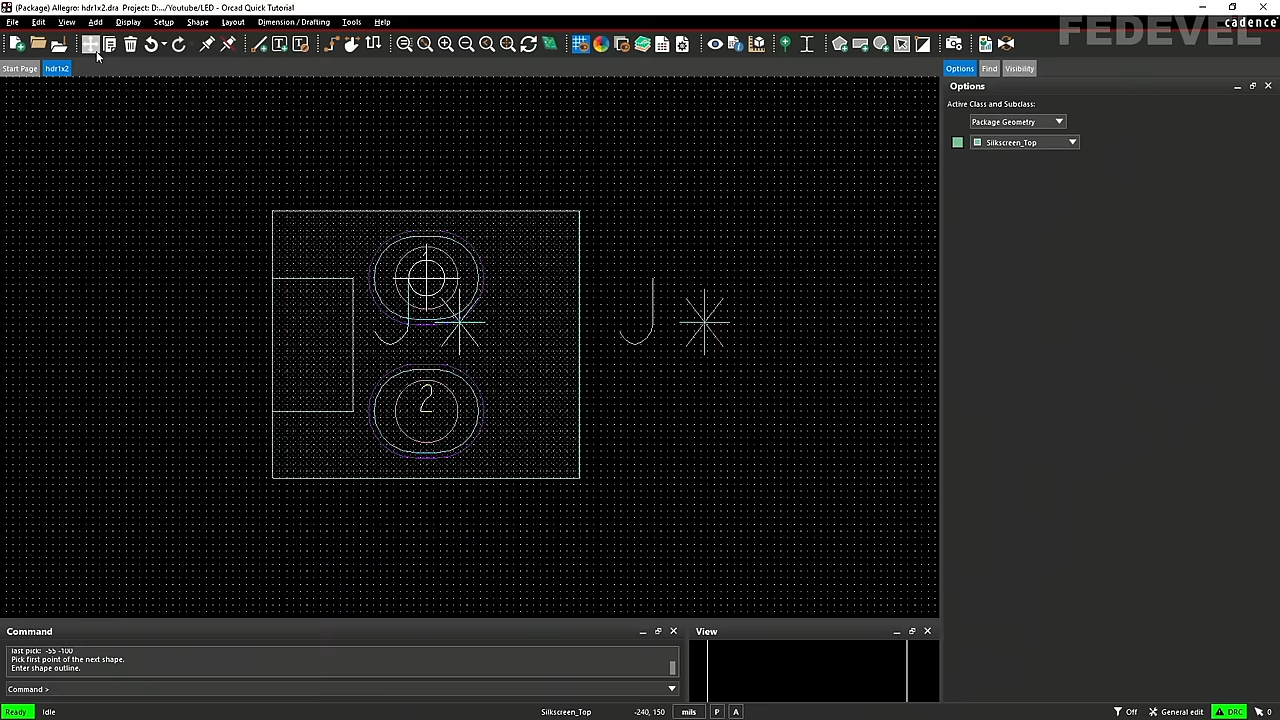 (Package) Allegro: hdr1x2.dra Project: D:.../Youtube/LED - Orcad Quick Tutorial
File Edit View Add Display Setup Shape Layout Dimension / Drafting Tools Help
cadence
FEDEVEL
Start Page hdr1x2
Options Find Visibility
Options
Active Class and Subclass:
Package Geometry
Silkscreen_Top
J* J*
2
Command
View
last pick: -55 -100
Pick first point of the next shape.
Enter shape outline.
Command >
Ready Idle Silkscreen_Top -240, 150 mils P A Off General edit DRC 0